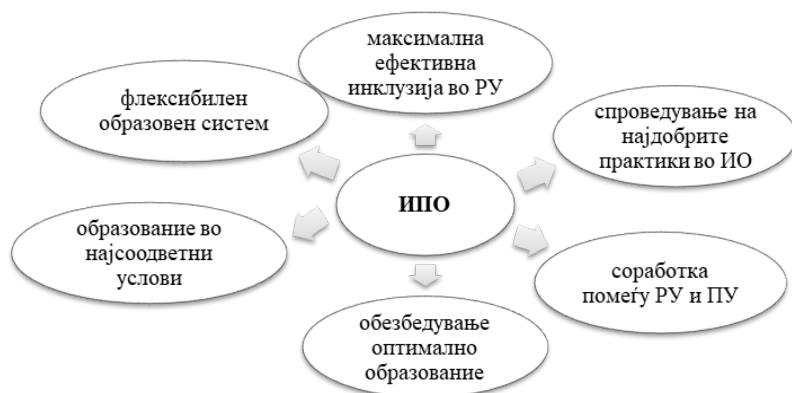 максимална
ефективна
инклузија во РУ
флексибилен
образовен систем
спроведување на
најдобрите
практики во ИО
ИПО
образование во
најсоодветни
услови
соработка
помеѓу РУ и ПУ
обезбедување
оптимално
образование